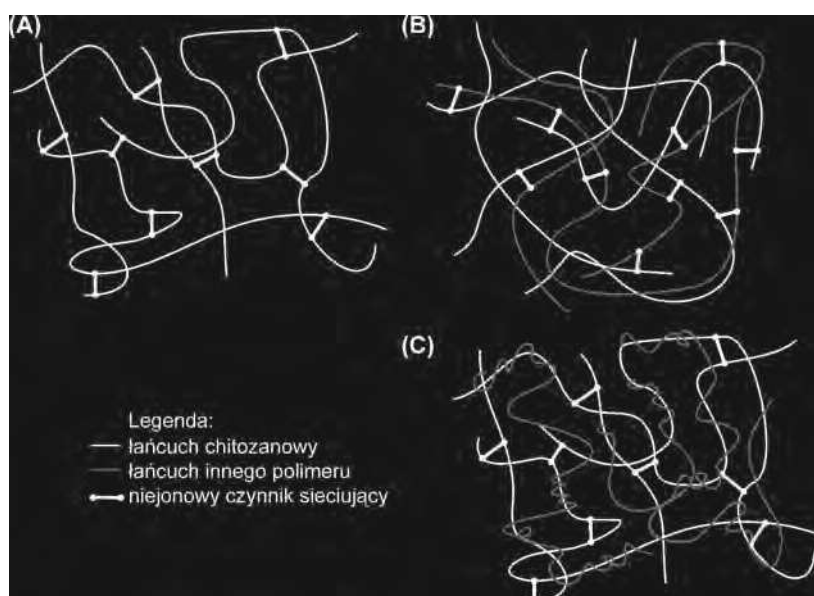 (A)
(B)
(C)
Legenda:
łańcuch chitozanowy
łańcuch innego polimeru
niejonowy czynnik sieciujący